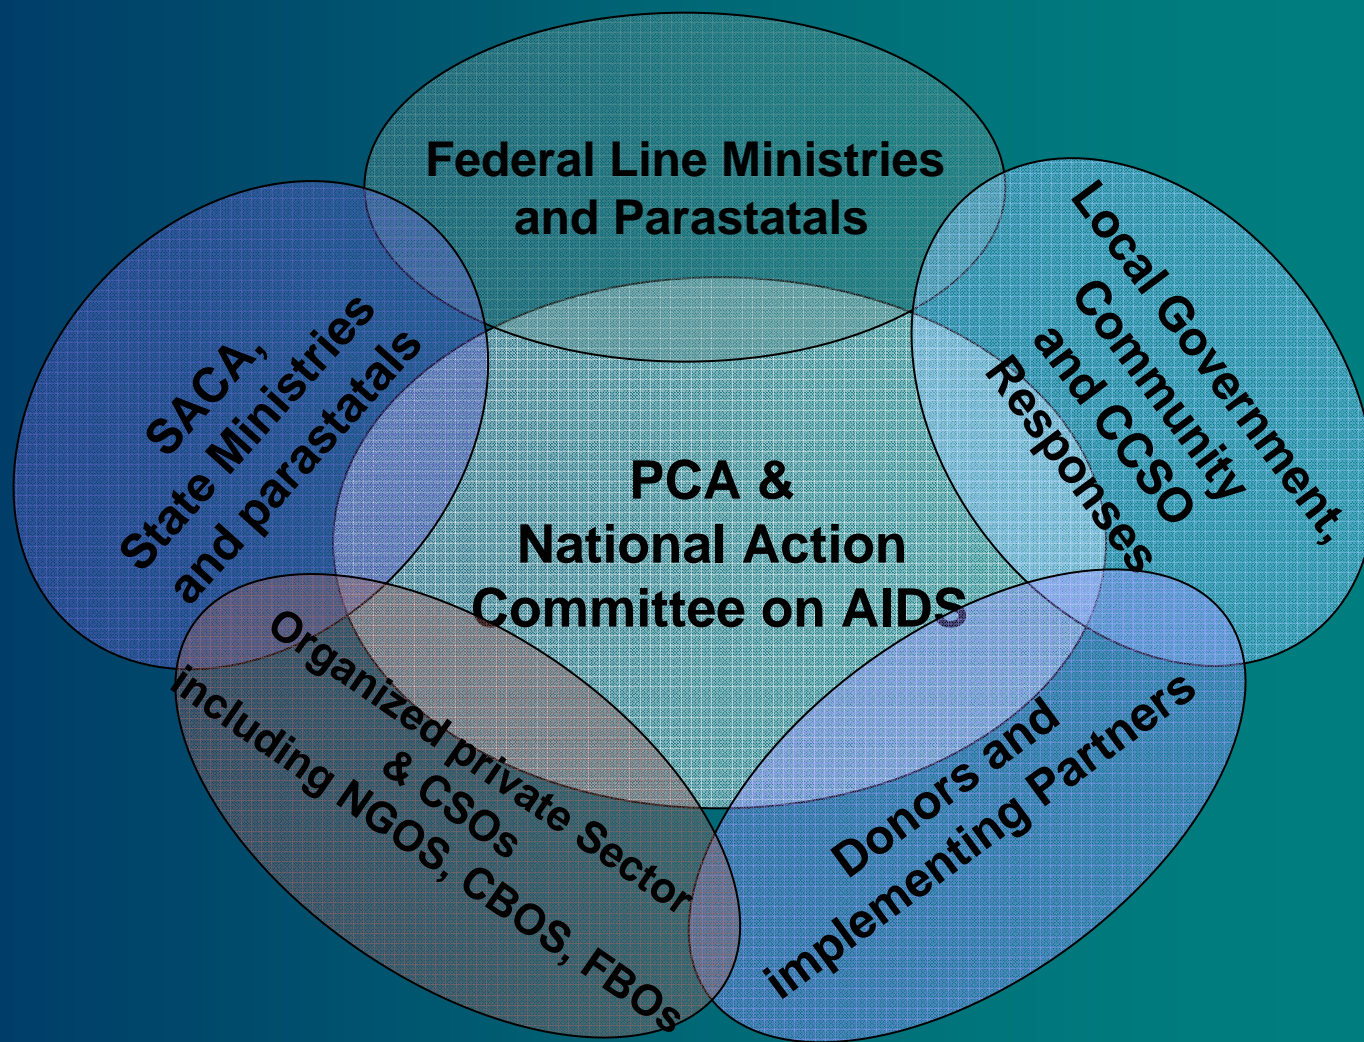 Federal Line Ministries
and Parastatals
SACA,
State Ministries
and parastatals
Local Government,
Community
and CCSO
Responses
PCA &
National Action
Committee on AIDS
Organized private Sector
& CSOs
including NGOS, CBOS, FBOs
Donors and
implementing Partners